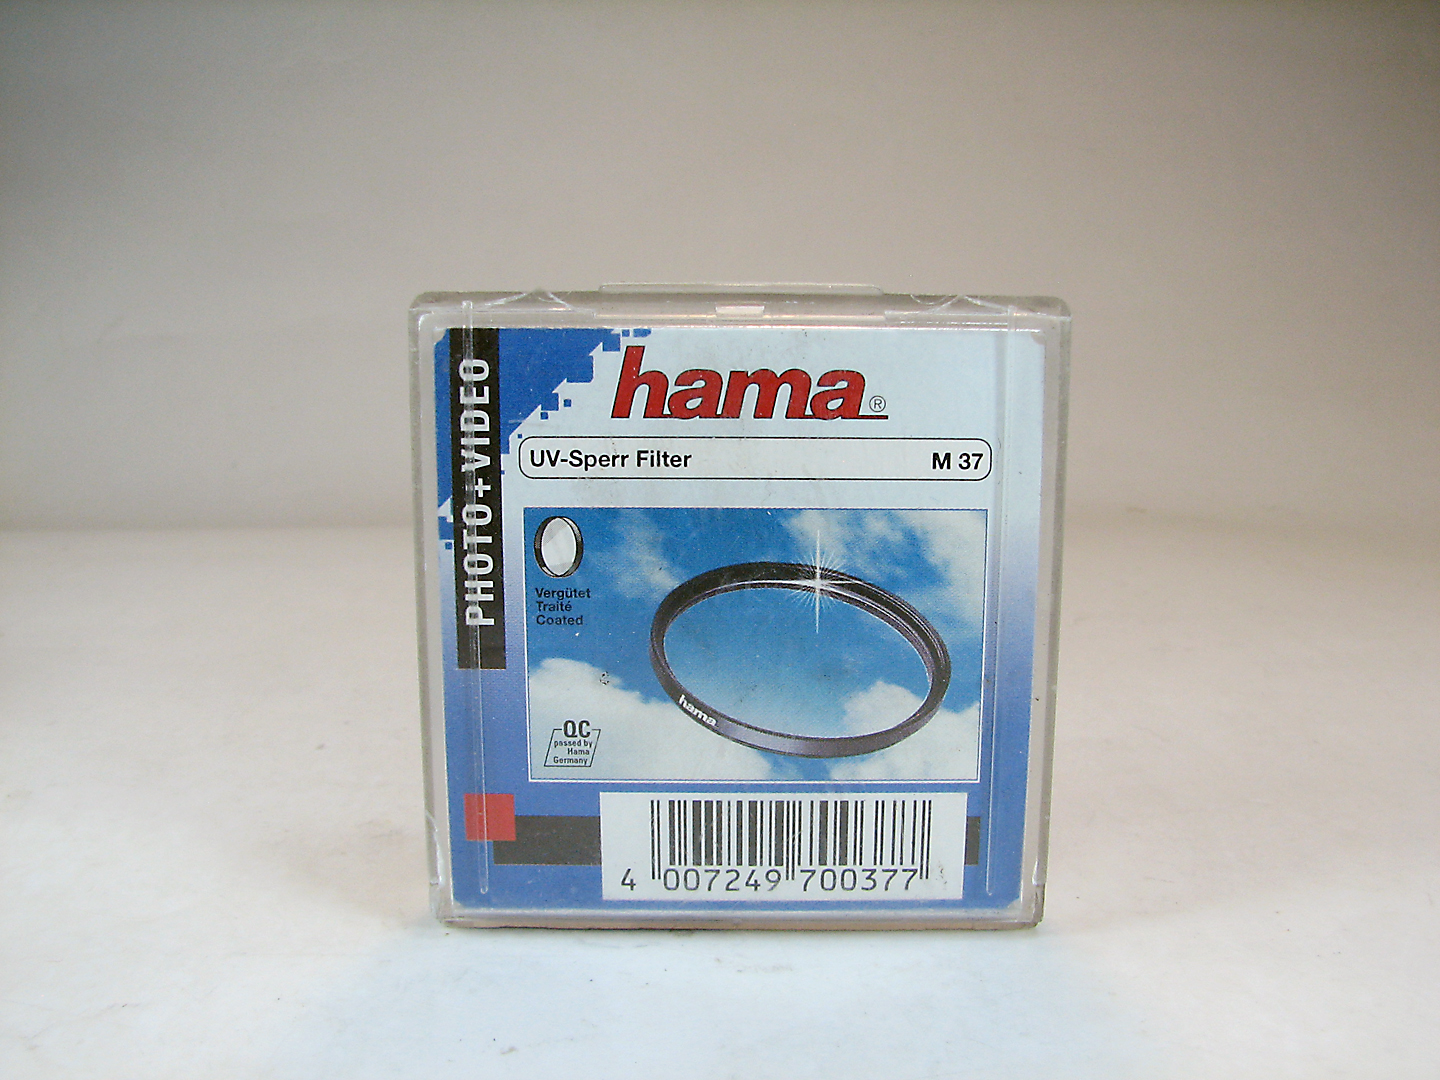 hama®
PHOTO+VIDEO
UV-Sperr Filter M 37
Vergütet
Traité
Coated
hama
QC
passed by
Hama
Germany
4 007249 700377